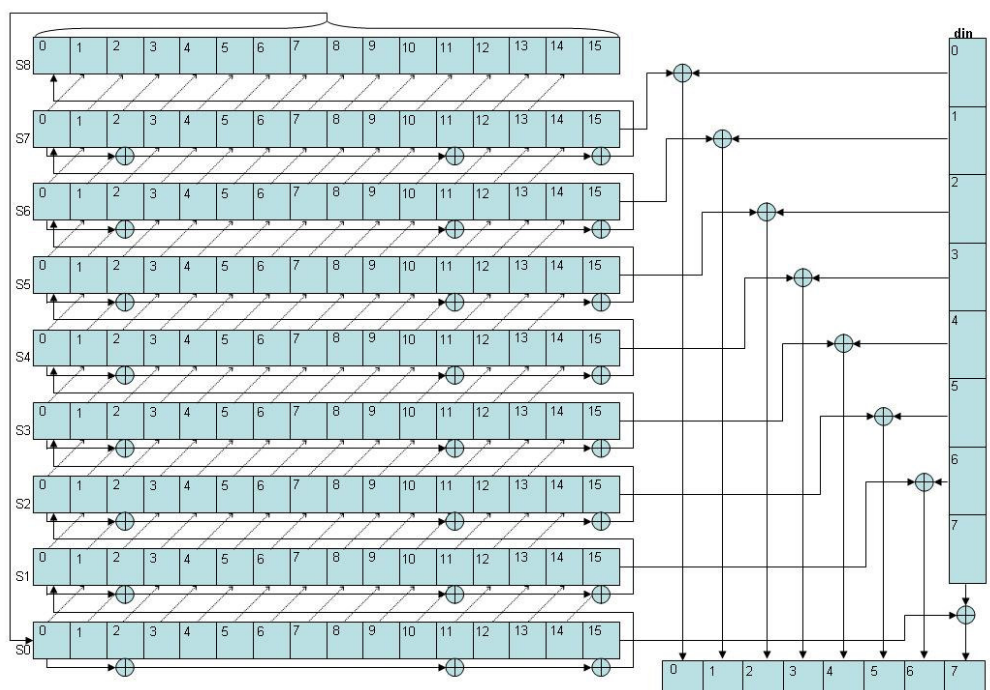 din
S8 0 1 2 3 4 5 6 7 8 9 10 11 12 13 14 15
S7 0 1 2 3 4 5 6 7 8 9 10 11 12 13 14 15
S6 0 1 2 3 4 5 6 7 8 9 10 11 12 13 14 15
S5 0 1 2 3 4 5 6 7 8 9 10 11 12 13 14 15
S4 0 1 2 3 4 5 6 7 8 9 10 11 12 13 14 15
S3 0 1 2 3 4 5 6 7 8 9 10 11 12 13 14 15
S2 0 1 2 3 4 5 6 7 8 9 10 11 12 13 14 15
S1 0 1 2 3 4 5 6 7 8 9 10 11 12 13 14 15
S0 0 1 2 3 4 5 6 7 8 9 10 11 12 13 14 15
0
1
2
3
4
5
6
7
0 1 2 3 4 5 6 7